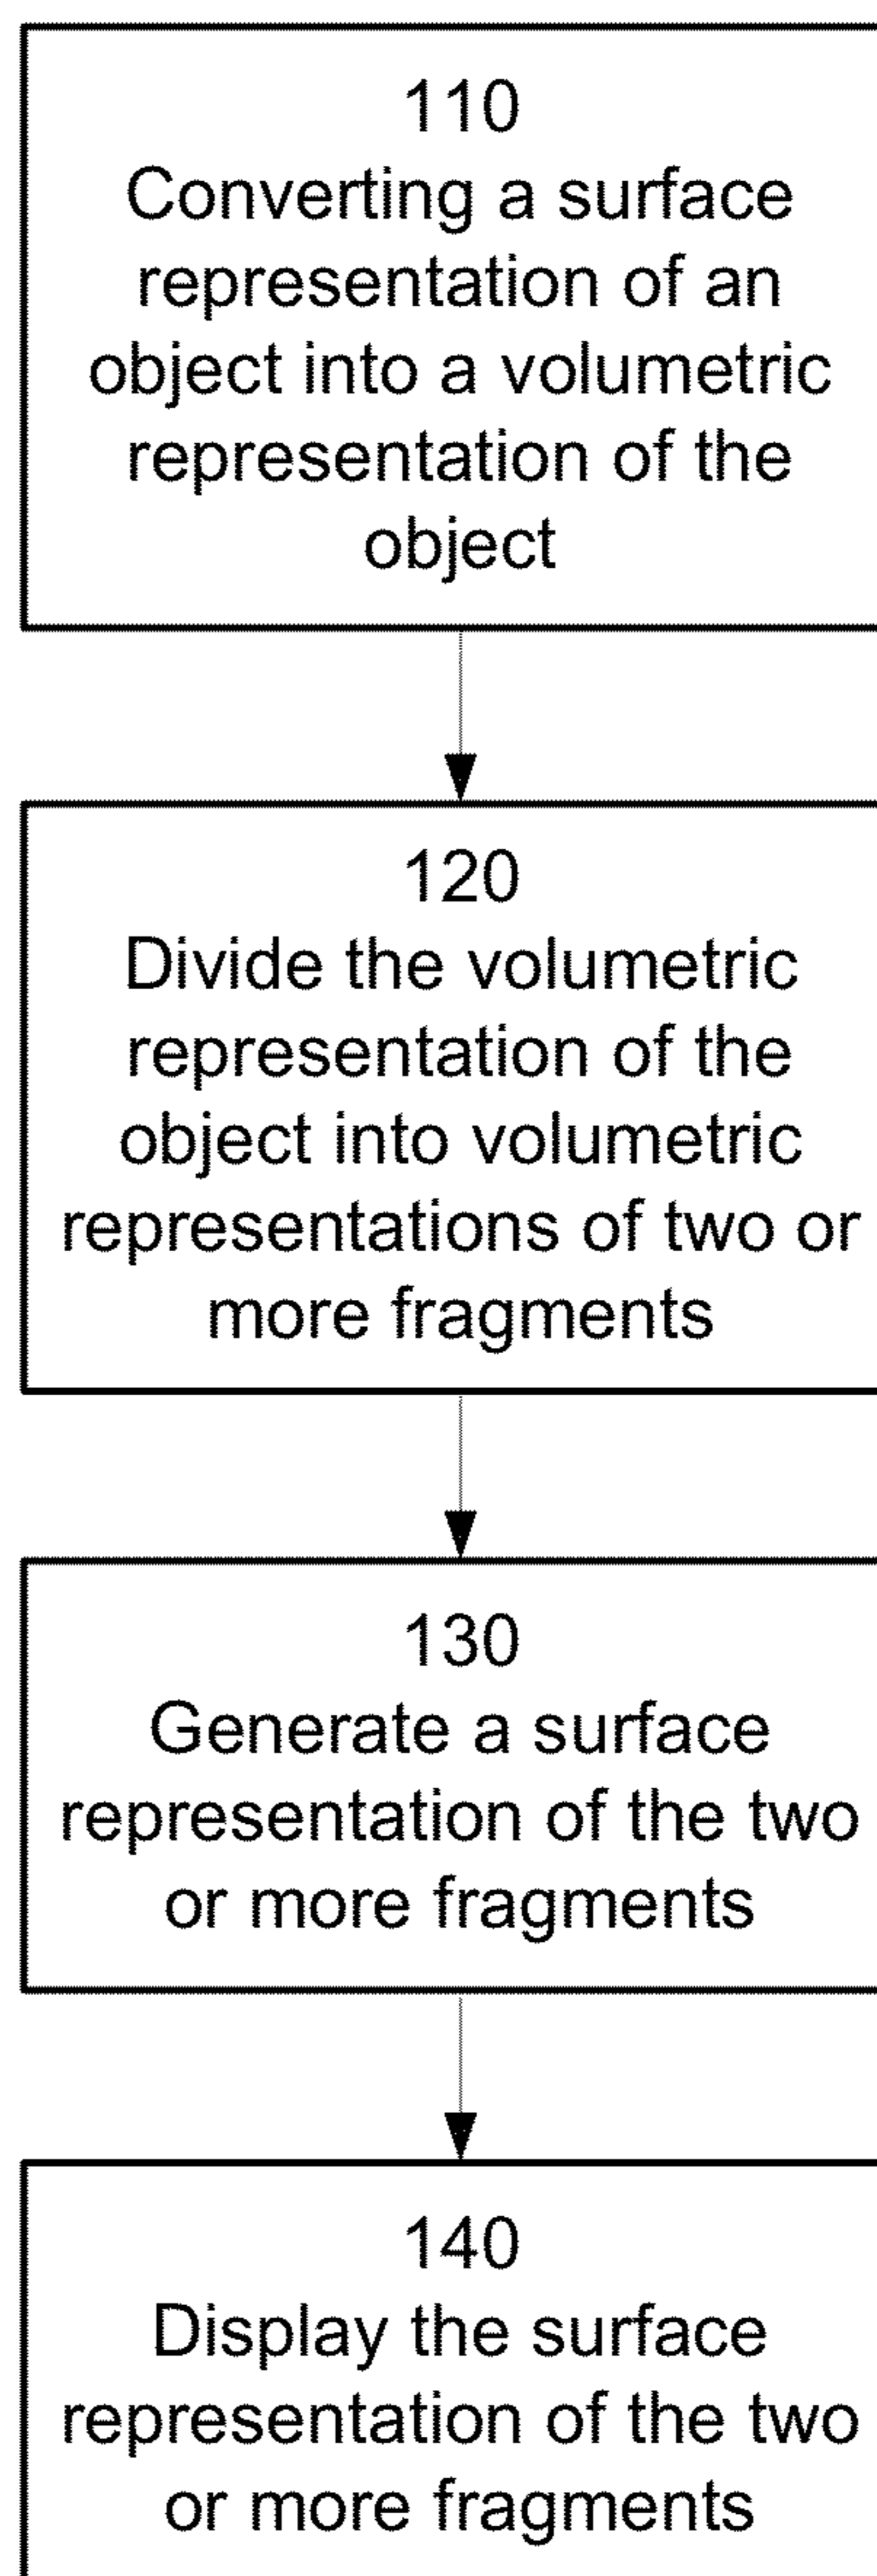 110
Converting a surface
representation of an
object into a volumetric
representation of the
object
120
Divide the volumetric
representation of the
object into volumetric
representations of two or
more fragments
130
Generate a surface
representation of the two
or more fragments
140
Display the surface
representation of the two
or more fragments